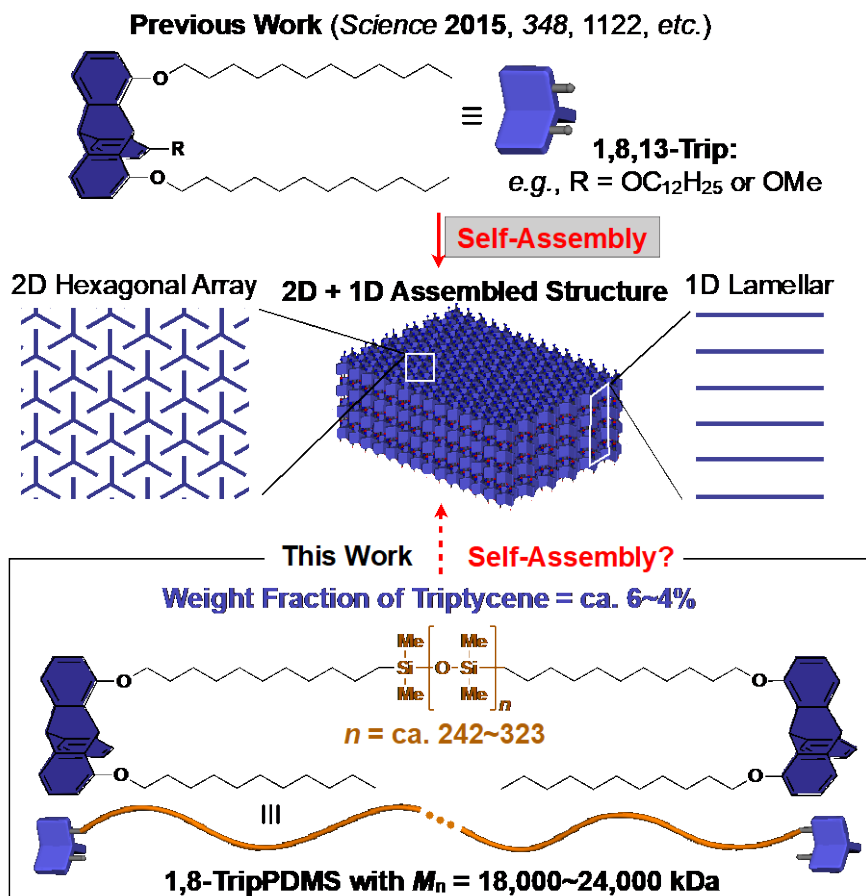 Previous Work (Science 2015, 348, 1122, etc.)
O
R
O
≡
1,8,13-Trip:
e.g., R = OC₁₂H₂₅ or OMe
Self-Assembly
2D Hexagonal Array
2D + 1D Assembled Structure
1D Lamellar
This Work
Self-Assembly?
Weight Fraction of Triptycene = ca. 6~4%
Me Me
O Si O Si O
Me Me n
n = ca. 242~323
O O
≡
1,8-TripPDMS with Mₙ = 18,000~24,000 kDa